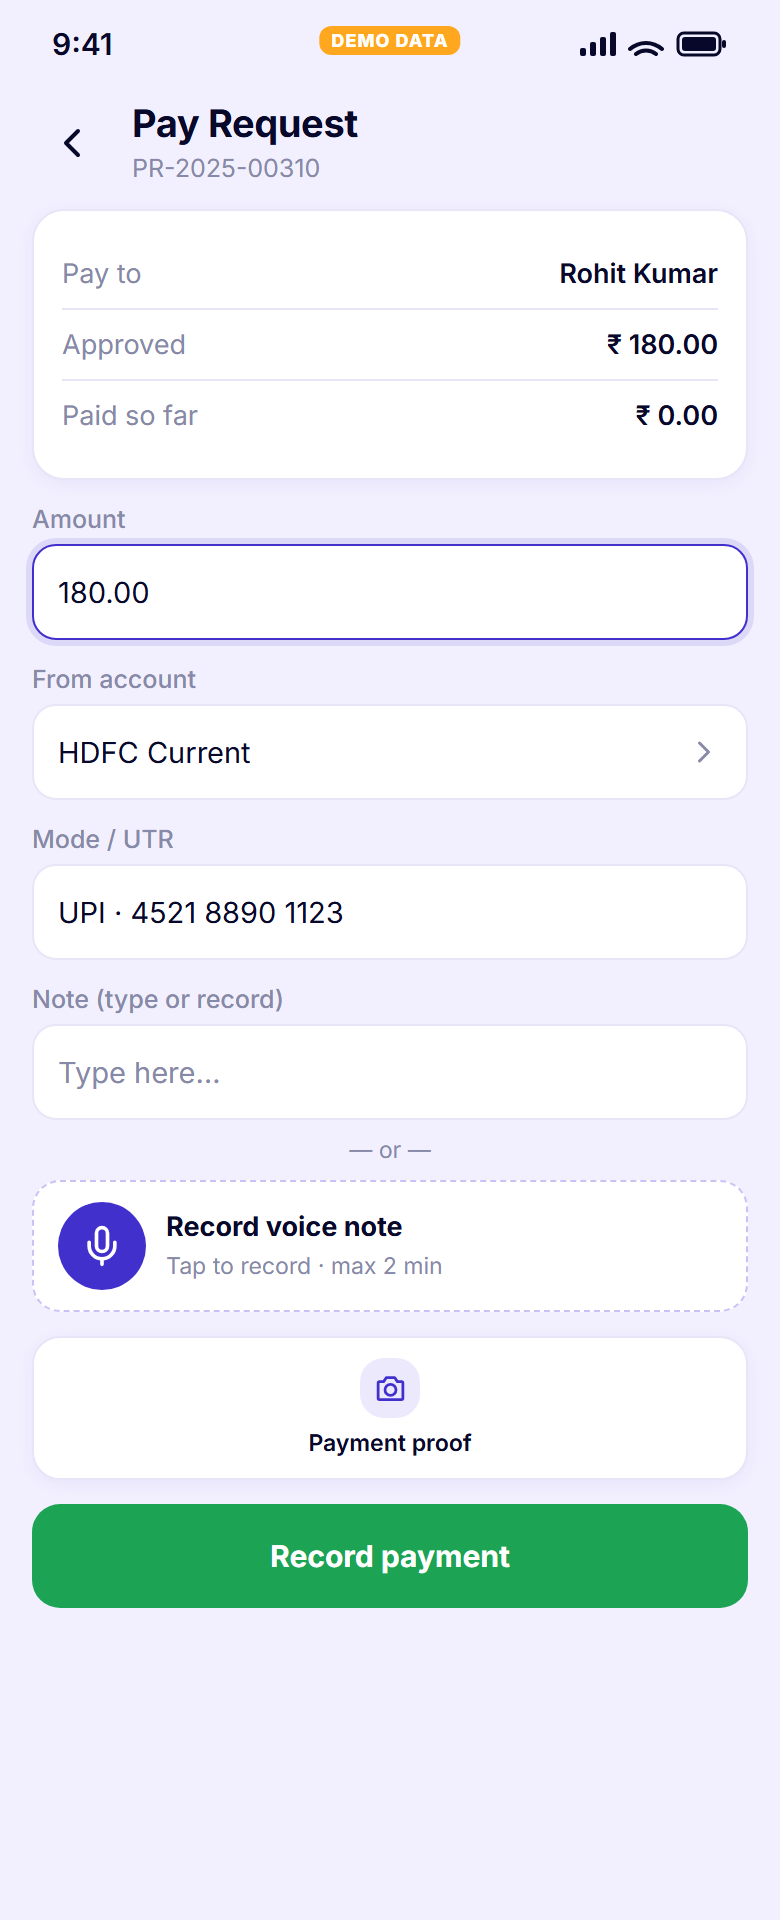 9:41
DEMO DATA
Pay Request
PR-2025-00310
Pay to Rohit Kumar
Approved ₹ 180.00
Paid so far ₹ 0.00
Amount
180.00
From account
HDFC Current
Mode / UTR
UPI · 4521 8890 1123
Note (type or record)
Type here...
— or —
Record voice note
Tap to record · max 2 min
Payment proof
Record payment